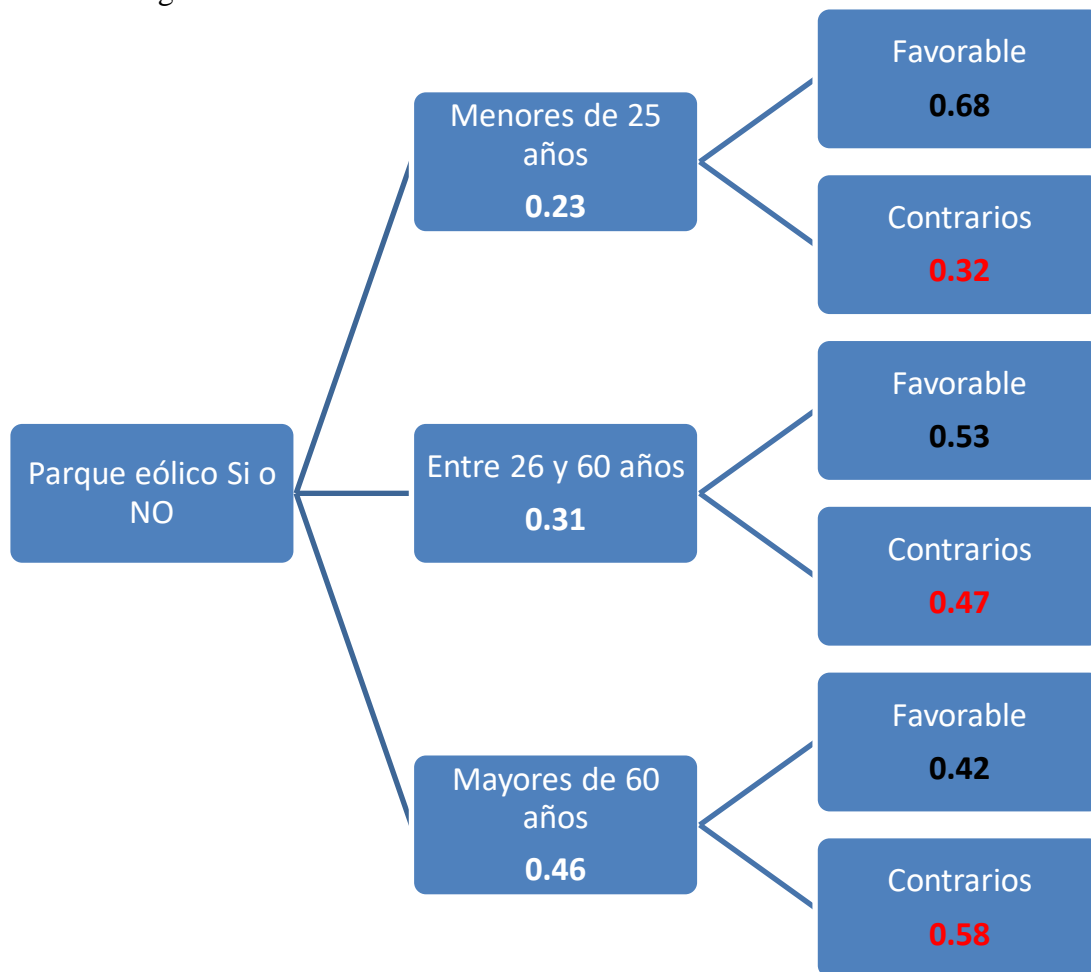 Favorable
0.68
Menores de 25
años
0.23
Contrarios
0.32
Favorable
0.53
Parque eólico Si o
NO
Entre 26 y 60 años
0.31
Contrarios
0.47
Favorable
0.42
Mayores de 60
años
0.46
Contrarios
0.58